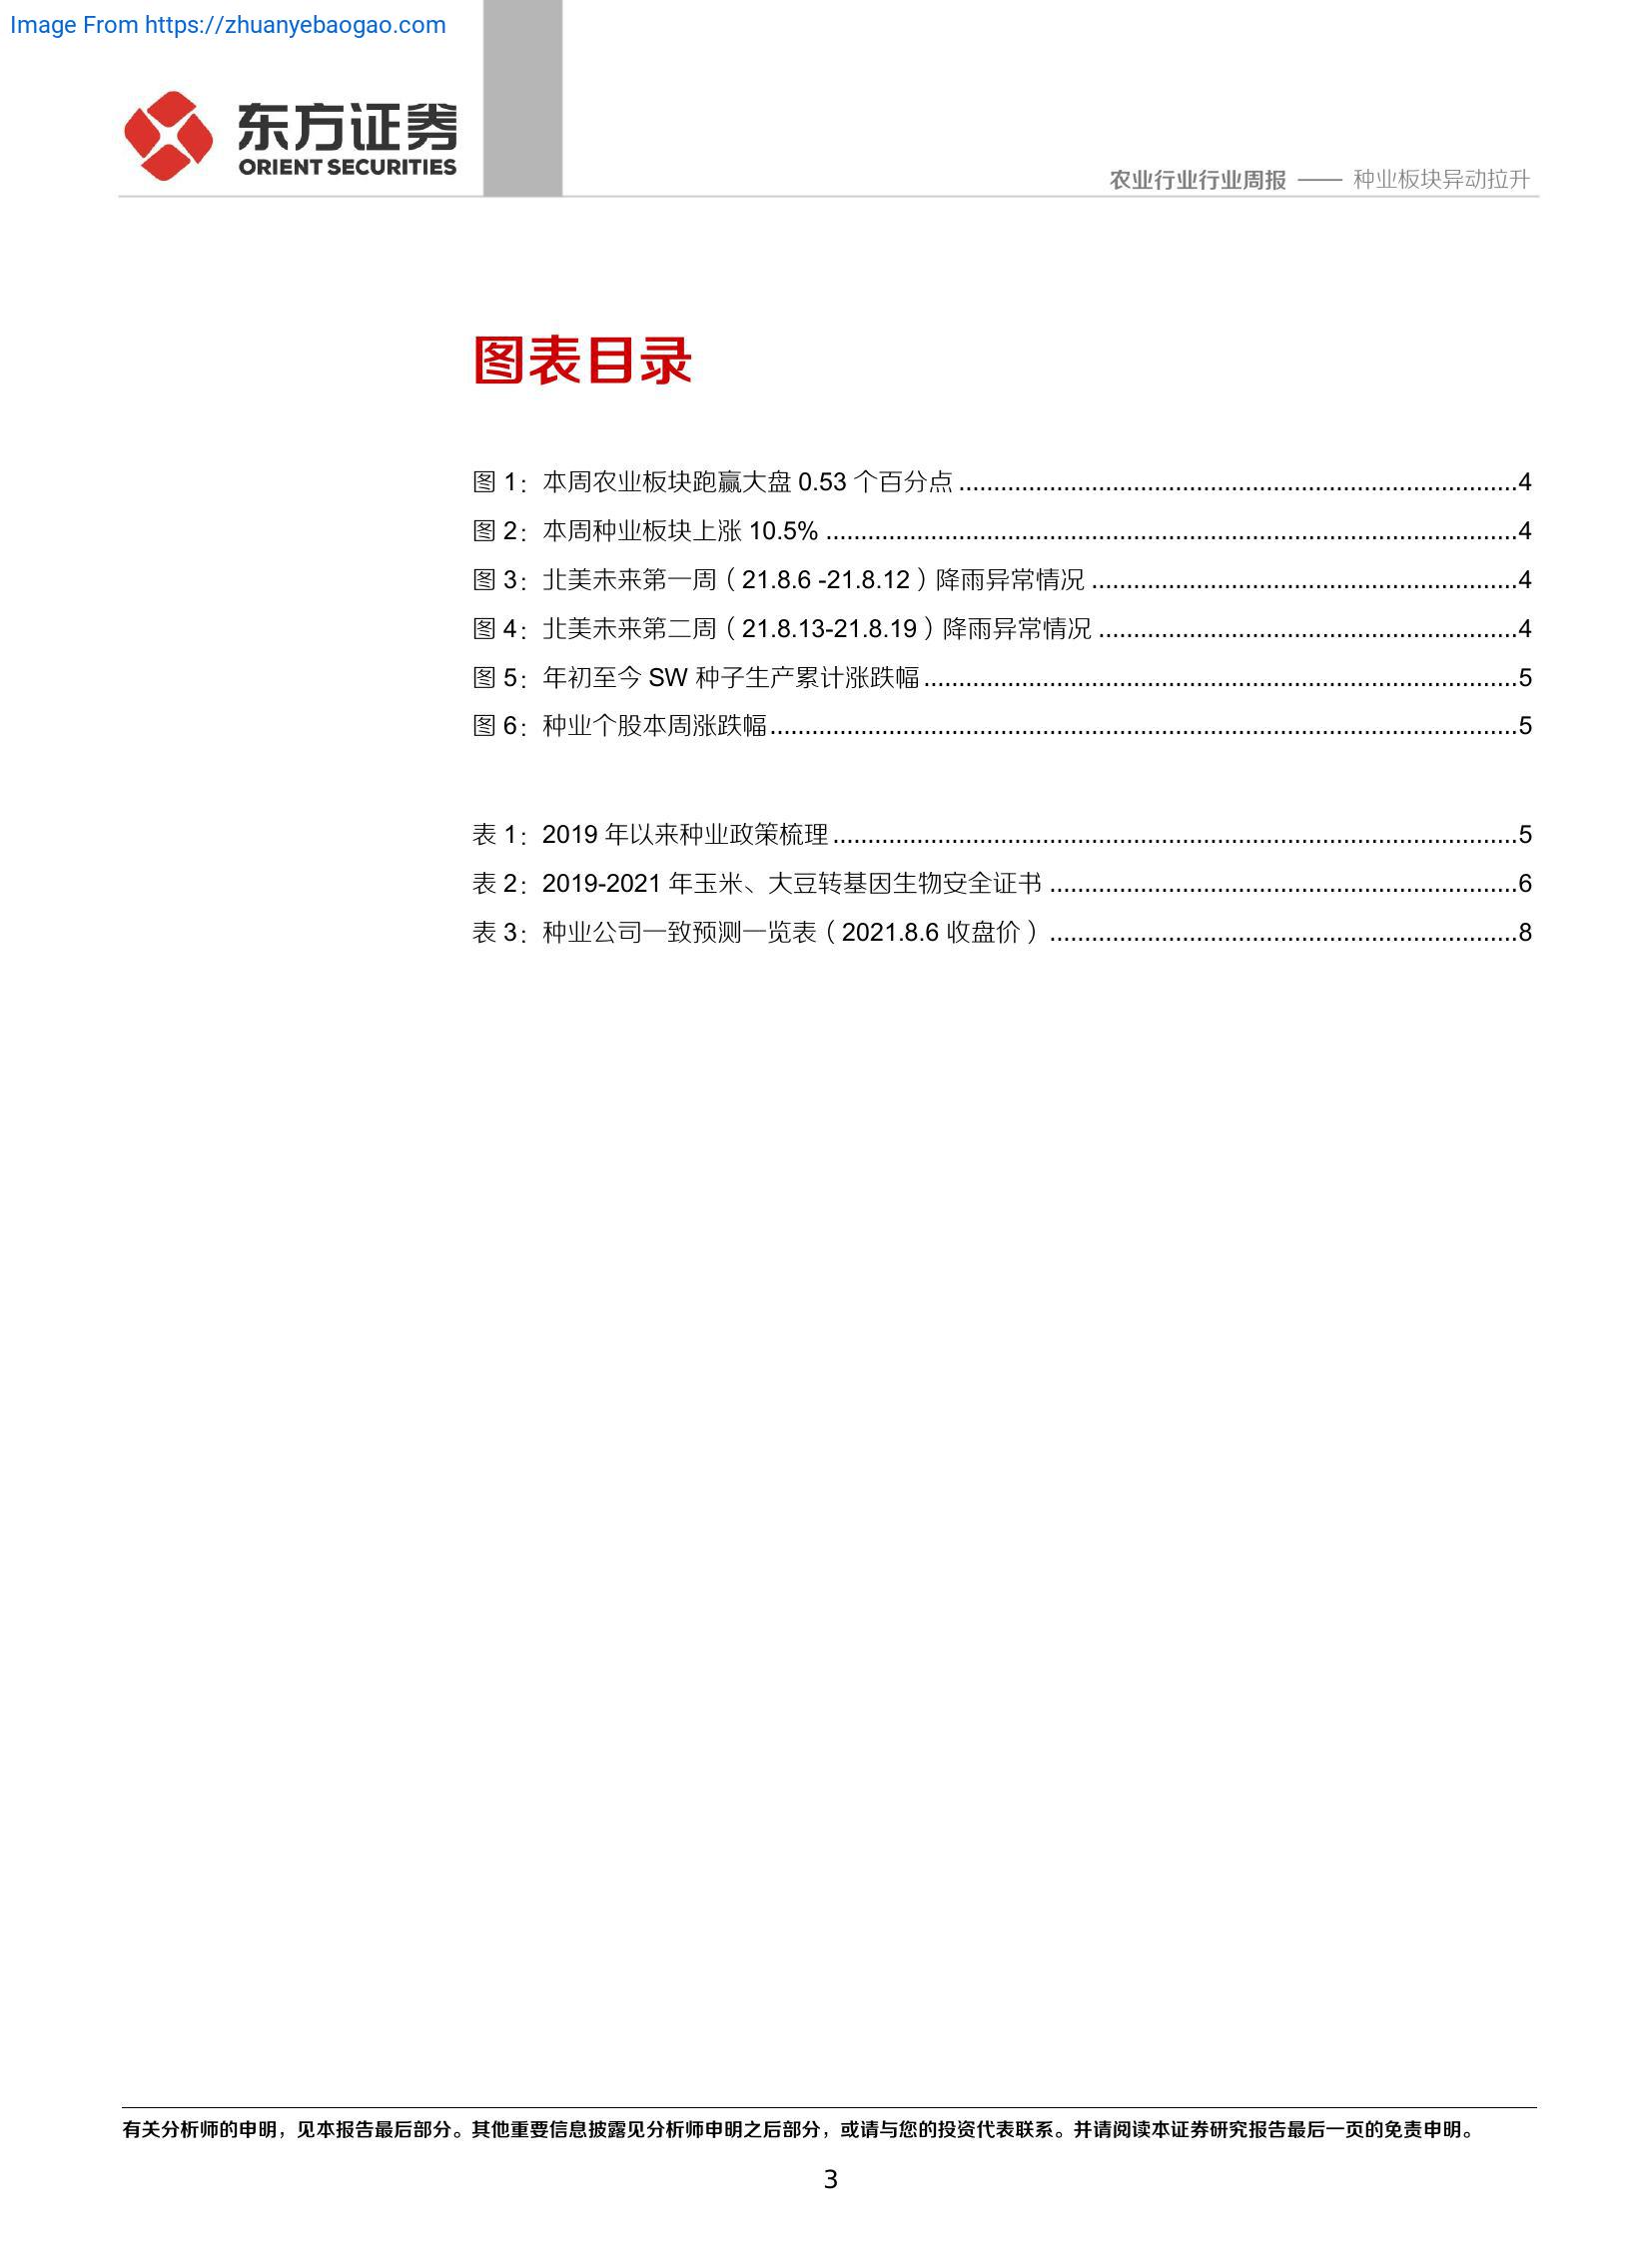 Image From https://zhuanyebaogao.com
东方证券
ORIENT SECURITIES
农业行业行业周报 —— 种业板块异动拉升
图表目录
图 1：本周农业板块跑赢大盘 0.53 个百分点................................................................................4
图 2：本周种业板块上涨 10.5% ...................................................................................................4
图 3：北美未来第一周（21.8.6 -21.8.12）降雨异常情况 .............................................................4
图 4：北美未来第二周（21.8.13-21.8.19）降雨异常情况 ............................................................4
图 5：年初至今 SW 种子生产累计涨跌幅.....................................................................................5
图 6：种业个股本周涨跌幅...........................................................................................................5
表 1：2019 年以来种业政策梳理..................................................................................................5
表 2：2019-2021 年玉米、大豆转基因生物安全证书 ...................................................................6
表 3：种业公司一致预测一览表（2021.8.6 收盘价）...................................................................8
有关分析师的申明，见本报告最后部分。其他重要信息披露见分析师申明之后部分，或请与您的投资代表联系。并请阅读本证券研究报告最后一页的免责申明。
3